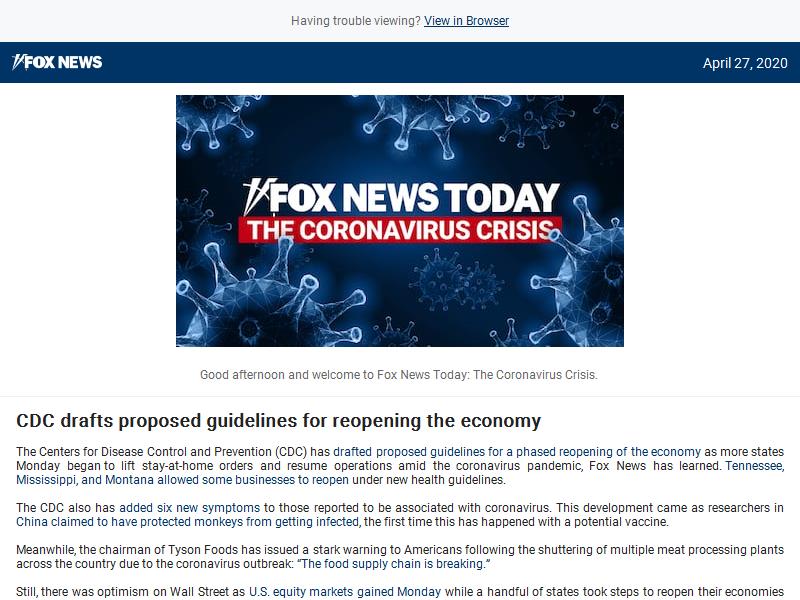 Having trouble viewing? View in Browser
FOX NEWS
April 27, 2020
FOX NEWS TODAY
THE CORONAVIRUS CRISIS
Good afternoon and welcome to Fox News Today: The Coronavirus Crisis.
CDC drafts proposed guidelines for reopening the economy
The Centers for Disease Control and Prevention (CDC) has drafted proposed guidelines for a phased reopening of the economy as more states
Monday began to lift stay-at-home orders and resume operations amid the coronavirus pandemic, Fox News has learned. Tennessee,
Mississippi, and Montana allowed some businesses to reopen under new health guidelines.
The CDC also has added six new symptoms to those reported to be associated with coronavirus. This development came as researchers in
China claimed to have protected monkeys from getting infected, the first time this has happened with a potential vaccine.
Meanwhile, the chairman of Tyson Foods has issued a stark warning to Americans following the shuttering of multiple meat processing plants
across the country due to the coronavirus outbreak: “The food supply chain is breaking.”
Still, there was optimism on Wall Street as U.S. equity markets gained Monday while a handful of states took steps to reopen their economies